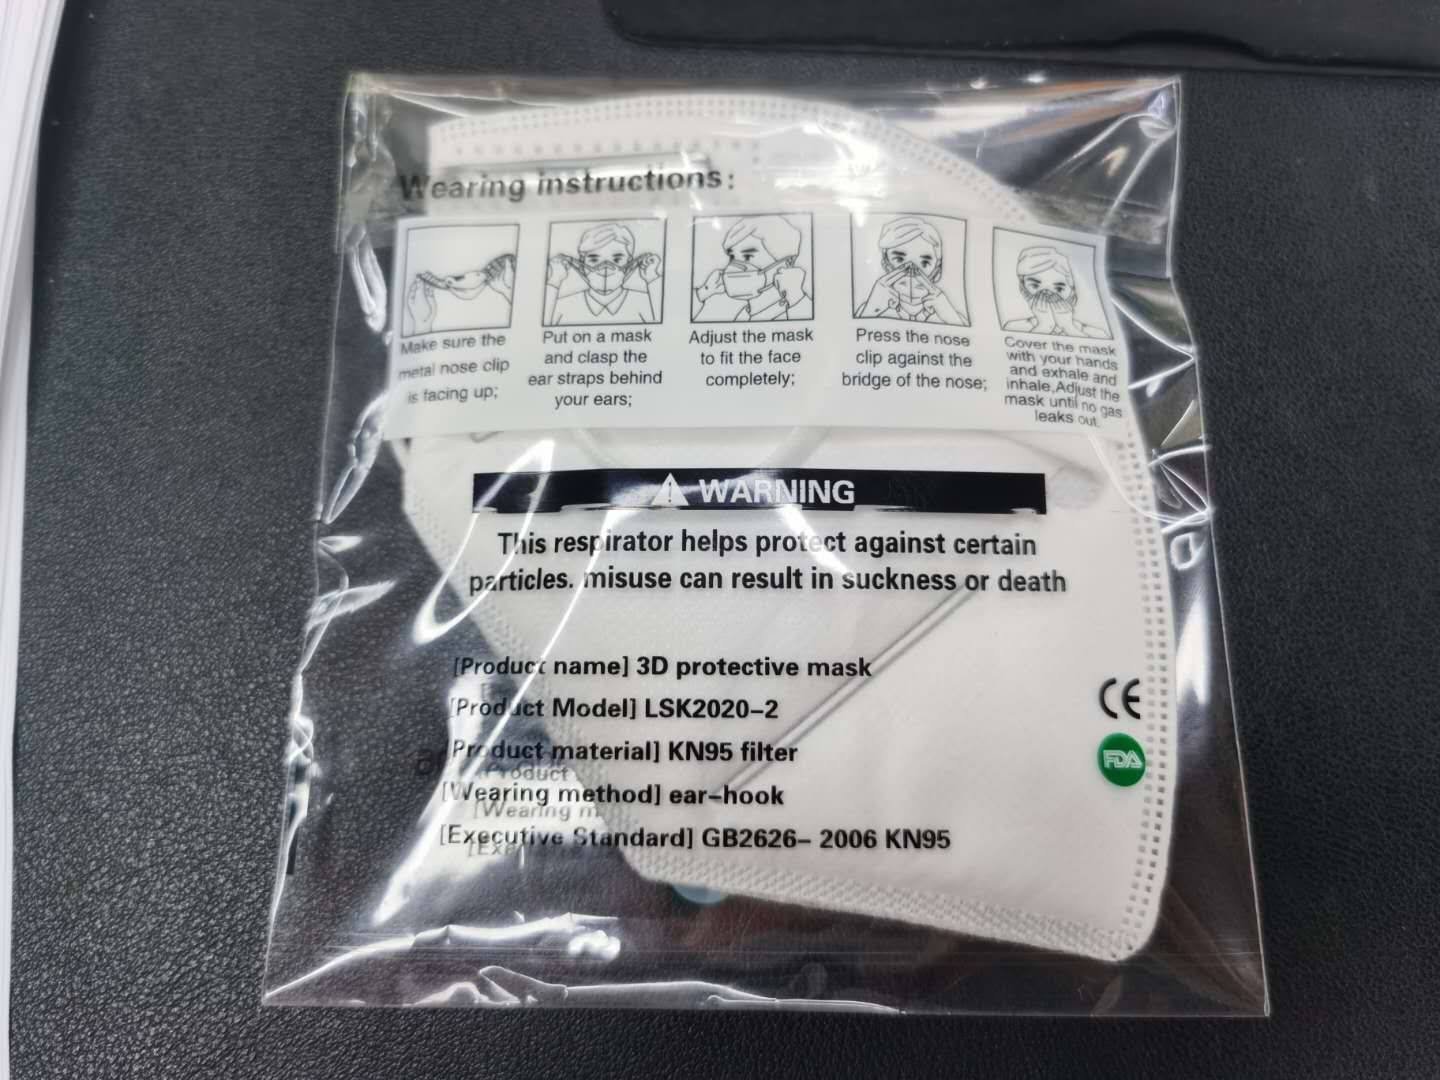 Wearing instructions:
Make sure the
metal nose clip
is facing up;
Put on a mask
and clasp the
ear straps behind
your ears;
Adjust the mask
to fit the face
completely;
Press the nose
clip against the
bridge of the nose;
Cover the mask
with your hands
and exhale and
inhale,Adjust the
mask until no gas
leaks out.
WARNING
This respirator helps protect against certain
particles. misuse can result in suckness or death
[Product name] 3D protective mask
[Product Model] LSK2020-2
[Product material] KN95 filter
[Wearing method] ear-hook
[Executive Standard] GB2626- 2006 KN95
CE
FDA